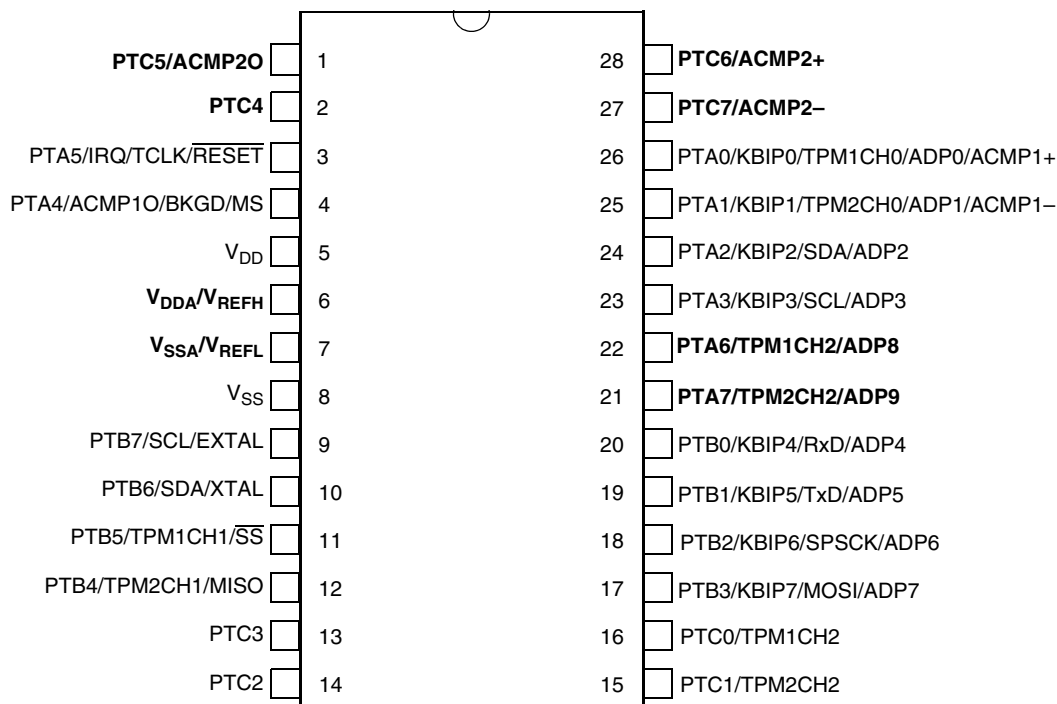 PTC5/ACMP2O 1 28 PTC6/ACMP2+
PTC4 2 27 PTC7/ACMP2–
PTA5/IRQ/TCLK/RESET 3 26 PTA0/KBIP0/TPM1CH0/ADP0/ACMP1+
PTA4/ACMP1O/BKGD/MS 4 25 PTA1/KBIP1/TPM2CH0/ADP1/ACMP1–
VDD 5 24 PTA2/KBIP2/SDA/ADP2
VDDA/VREFH 6 23 PTA3/KBIP3/SCL/ADP3
VSSA/VREFL 7 22 PTA6/TPM1CH2/ADP8
VSS 8 21 PTA7/TPM2CH2/ADP9
PTB7/SCL/EXTAL 9 20 PTB0/KBIP4/RxD/ADP4
PTB6/SDA/XTAL 10 19 PTB1/KBIP5/TxD/ADP5
PTB5/TPM1CH1/SS 11 18 PTB2/KBIP6/SPSCK/ADP6
PTB4/TPM2CH1/MISO 12 17 PTB3/KBIP7/MOSI/ADP7
PTC3 13 16 PTC0/TPM1CH2
PTC2 14 15 PTC1/TPM2CH2